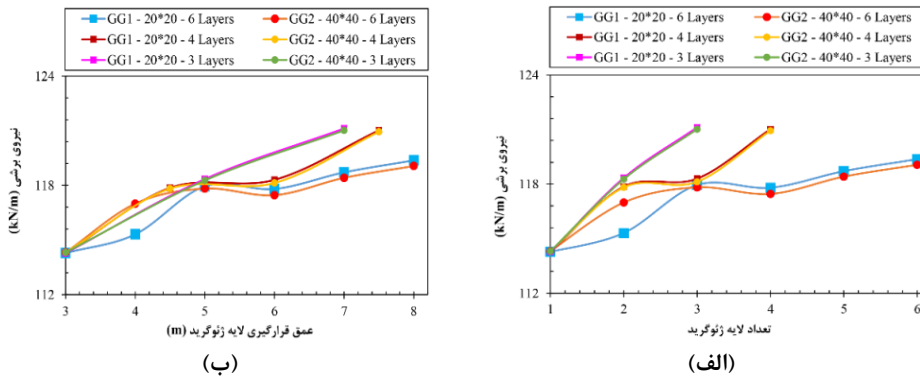 GG1 - 20*20 - 6 Layers GG2 - 40*40 - 6 Layers
GG1 - 20*20 - 4 Layers GG2 - 40*40 - 4 Layers
GG1 - 20*20 - 3 Layers GG2 - 40*40 - 3 Layers
124
118
112
نیروی برشی (kN/m)
3 4 5 6 7 8
عمق قرارگیری لایه ژئوگرید (m)
(ب)
GG1 - 20*20 - 6 Layers GG2 - 40*40 - 6 Layers
GG1 - 20*20 - 4 Layers GG2 - 40*40 - 4 Layers
GG1 - 20*20 - 3 Layers GG2 - 40*40 - 3 Layers
124
118
112
نیروی برشی (kN/m)
1 2 3 4 5 6
تعداد لایه ژئوگرید
(الف)